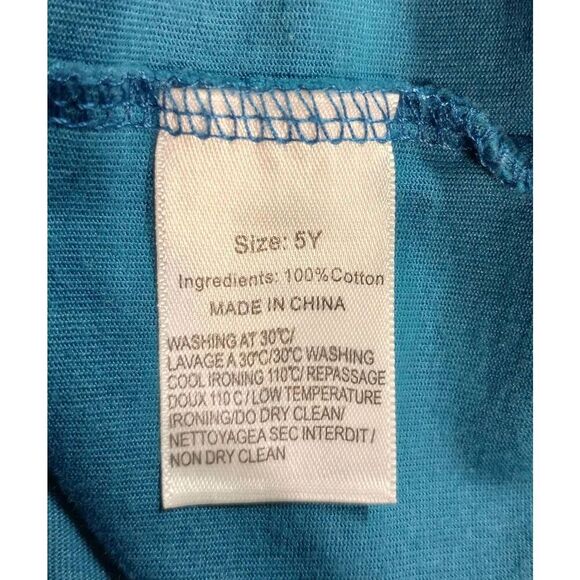 Size: 5Y
Ingredients: 100%Cotton
MADE IN CHINA
WASHING AT 30℃/
LAVAGE A 30℃/30℃ WASHING
COOL IRONING 110℃/ REPASSAGE
DOUX 110 C / LOW TEMPERATURE
IRONING/DO DRY CLEAN/
NETTOYAGEA SEC INTERDIT /
NON DRY CLEAN